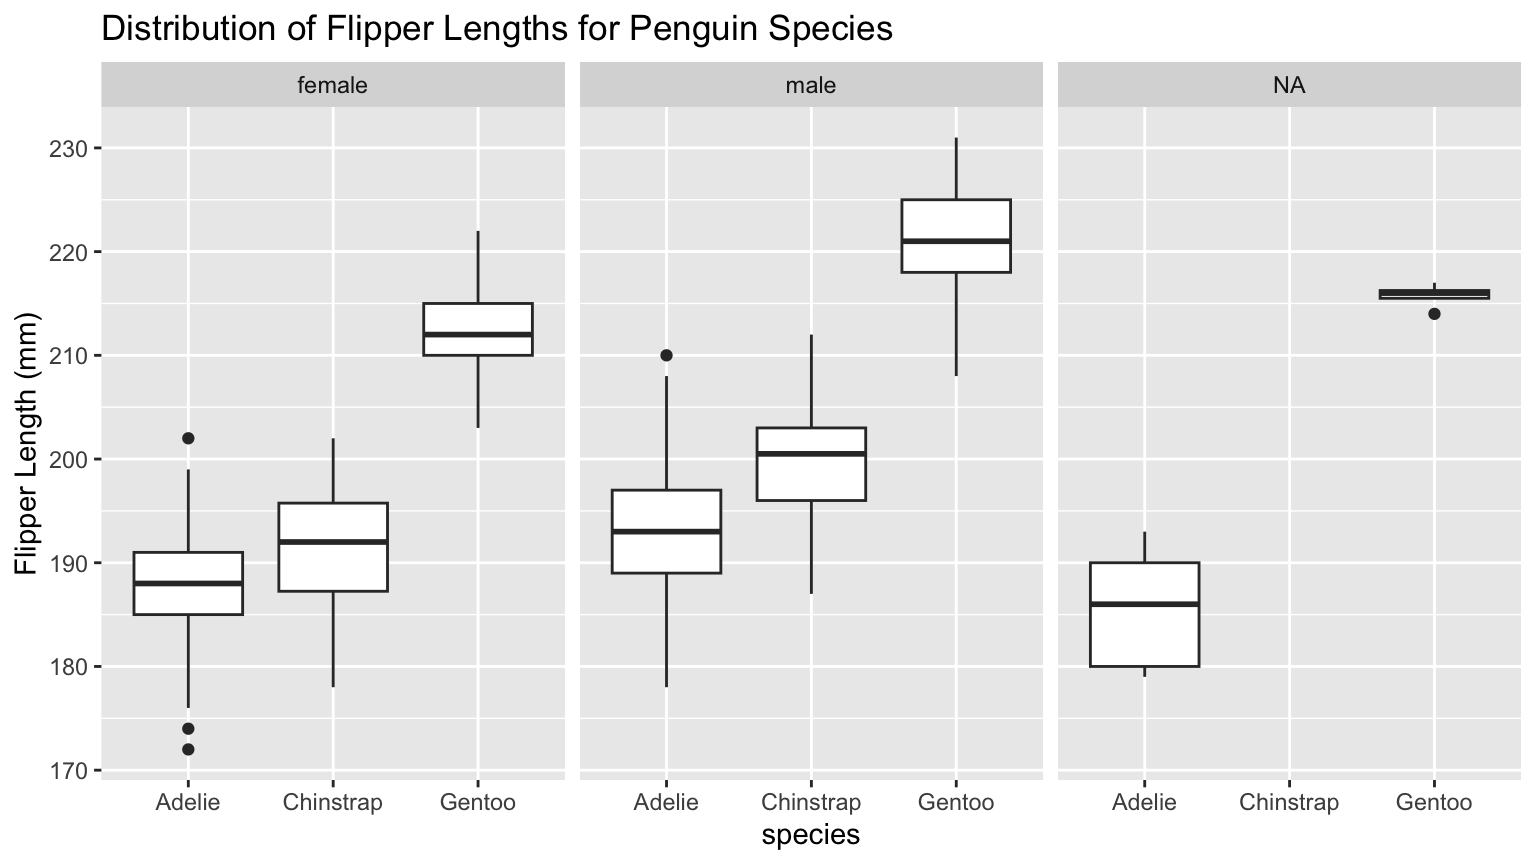 Distribution of Flipper Lengths for Penguin Species
female
male
NA
Flipper Length (mm)
230
220
210
200
190
180
170
Adelie Chinstrap Gentoo
Adelie Chinstrap Gentoo
Adelie Chinstrap Gentoo
species